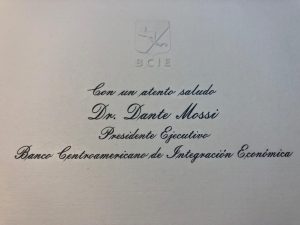 BCIE
Con un atento saludo
Dr. Dante Mossi
Presidente Ejecutivo
Banco Centroamericano de Integración Económica